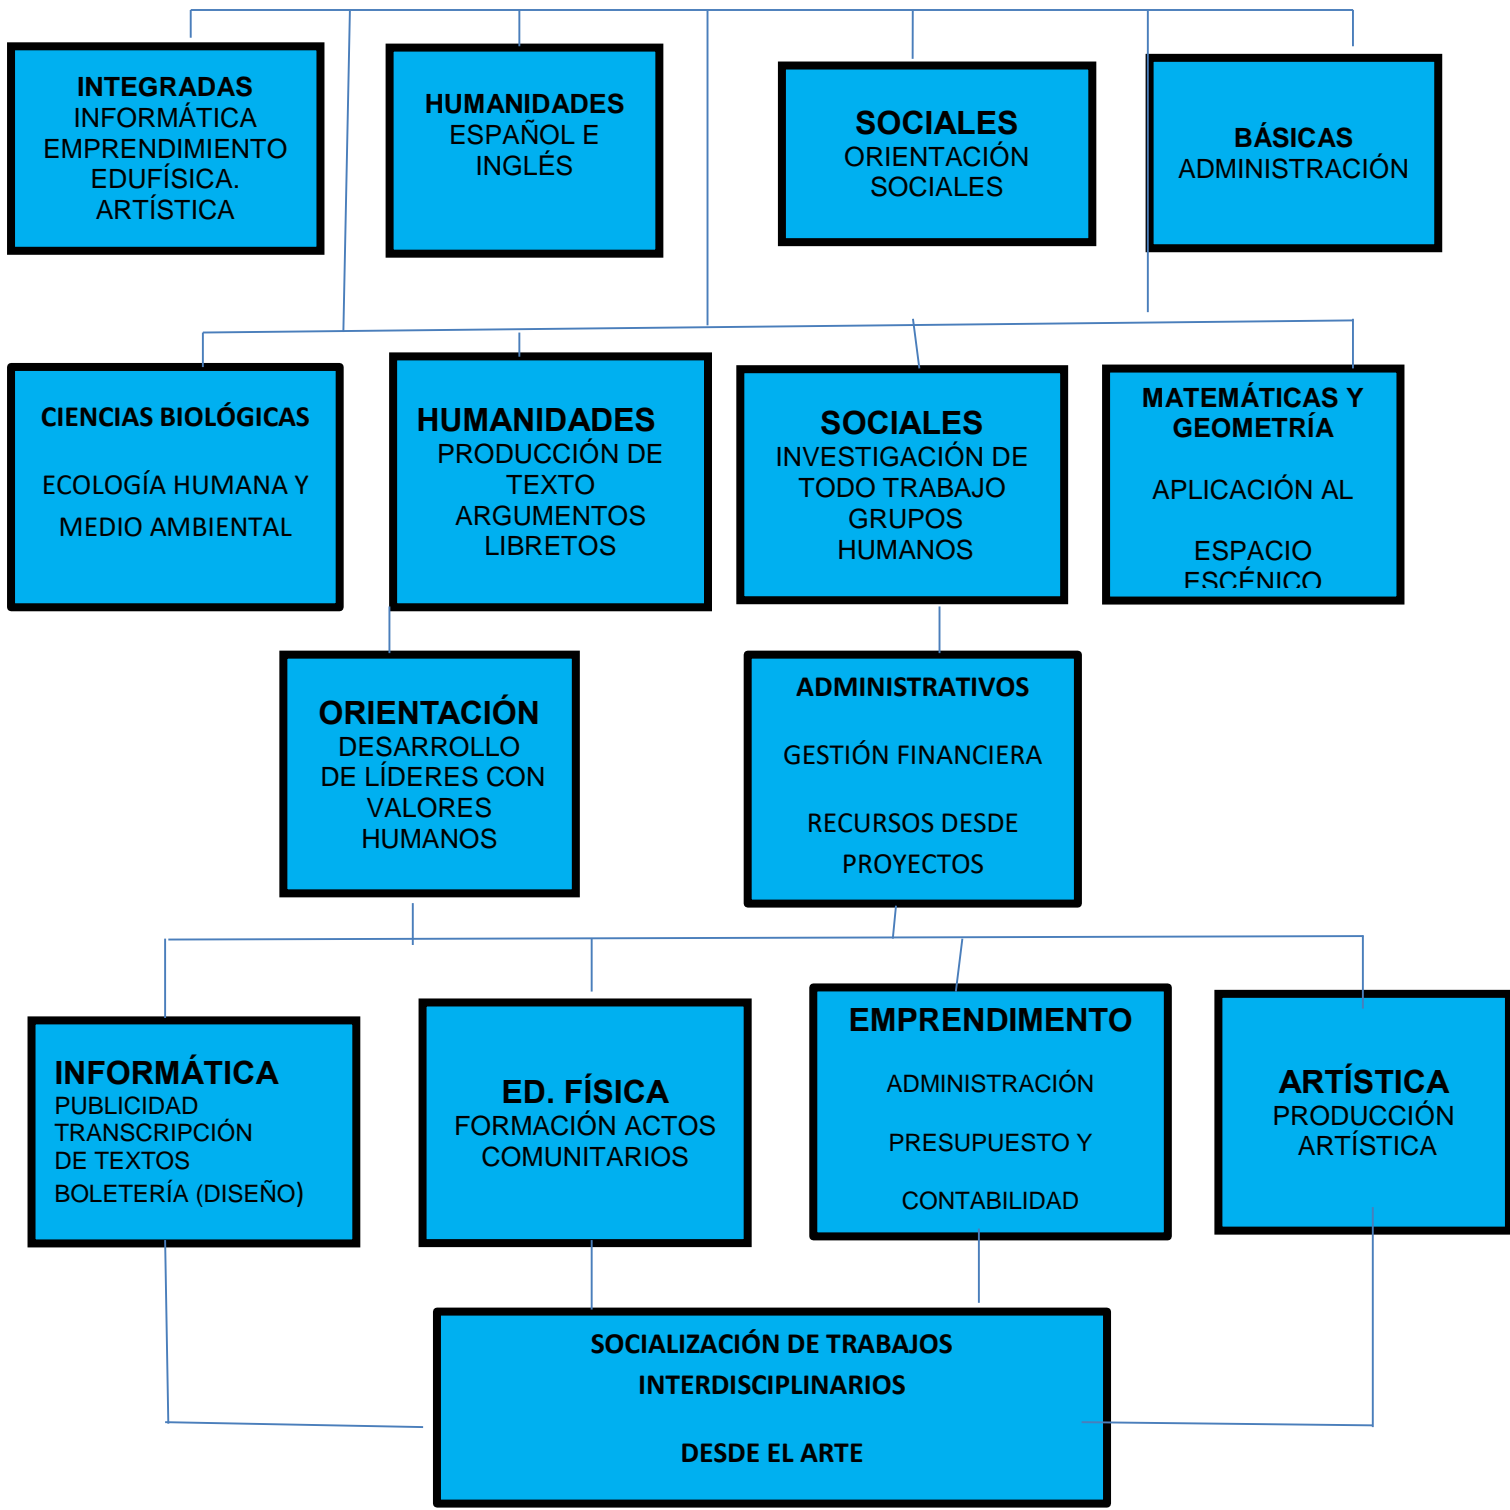 INTEGRADAS
INFORMÁTICA
EMPRENDIMIENTO
EDUFÍSICA.
ARTÍSTICA
HUMANIDADES
ESPAÑOL E
INGLÉS
SOCIALES
ORIENTACIÓN
SOCIALES
BÁSICAS
ADMINISTRACIÓN
CIENCIAS BIOLÓGICAS
ECOLOGÍA HUMANA Y
MEDIO AMBIENTAL
HUMANIDADES
PRODUCCIÓN DE
TEXTO
ARGUMENTOS
LIBRETOS
SOCIALES
INVESTIGACIÓN DE
TODO TRABAJO
GRUPOS
HUMANOS
MATEMÁTICAS Y
GEOMETRÍA
APLICACIÓN AL
ESPACIO
ESCÉNICO
ORIENTACIÓN
DESARROLLO
DE LÍDERES CON
VALORES
HUMANOS
ADMINISTRATIVOS
GESTIÓN FINANCIERA
RECURSOS DESDE
PROYECTOS
INFORMÁTICA
PUBLICIDAD
TRANSCRIPCIÓN
DE TEXTOS
BOLETERÍA (DISEÑO)
ED. FÍSICA
FORMACIÓN ACTOS
COMUNITARIOS
EMPRENDIMENTO
ADMINISTRACIÓN
PRESUPUESTO Y
CONTABILIDAD
ARTÍSTICA
PRODUCCIÓN
ARTÍSTICA
SOCIALIZACIÓN DE TRABAJOS
INTERDISCIPLINARIOS
DESDE EL ARTE